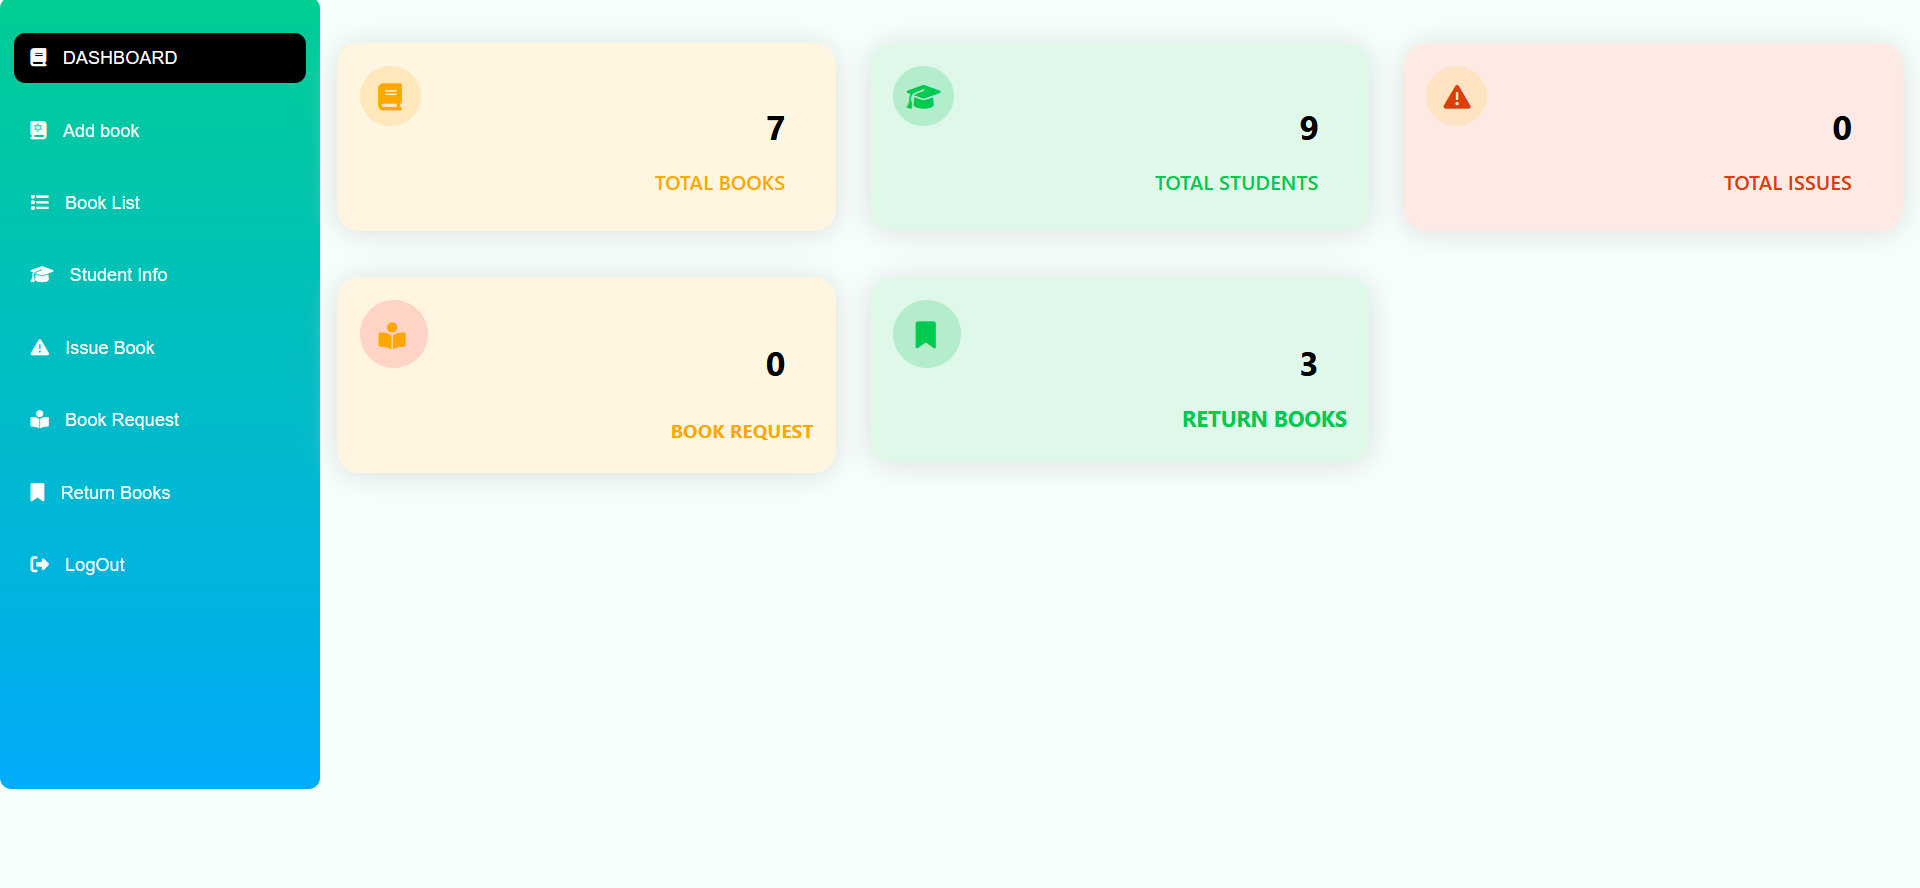 DASHBOARD
Add book
Book List
Student Info
Issue Book
Book Request
Return Books
LogOut
7
TOTAL BOOKS
9
TOTAL STUDENTS
0
TOTAL ISSUES
0
BOOK REQUEST
3
RETURN BOOKS